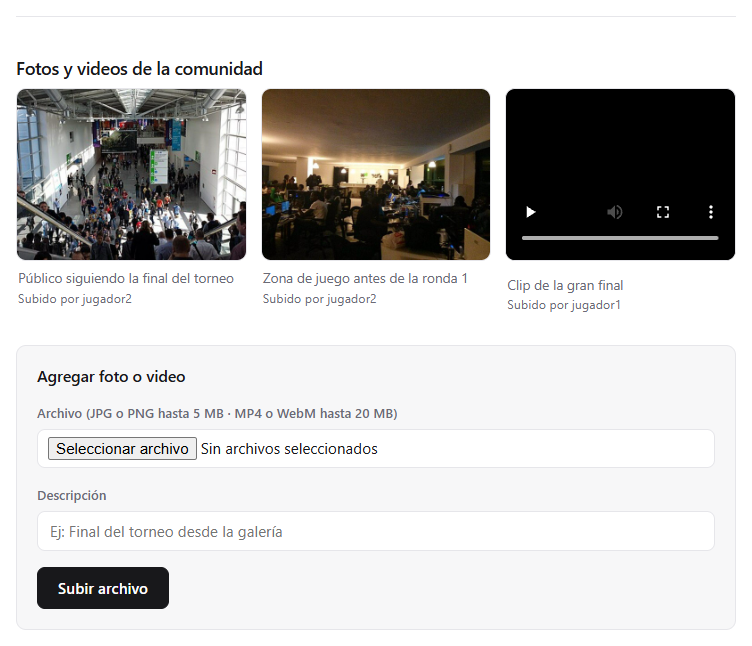 Fotos y videos de la comunidad
Público siguiendo la final del torneo
Subido por jugador2
Zona de juego antes de la ronda 1
Subido por jugador2
Clip de la gran final
Subido por jugador1
Agregar foto o video
Archivo (JPG o PNG hasta 5 MB · MP4 o WebM hasta 20 MB)
Seleccionar archivo Sin archivos seleccionados
Descripción
Ej: Final del torneo desde la galería
Subir archivo